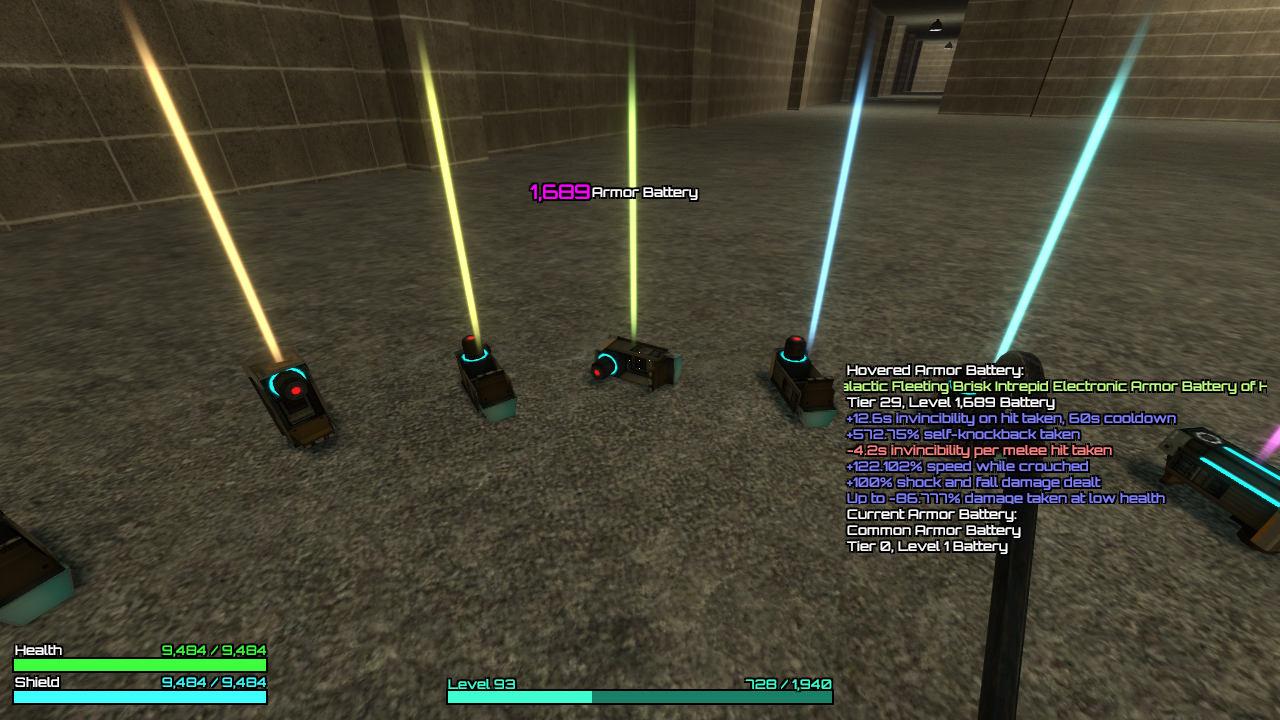 1,689 Armor Battery
Hovered Armor Battery:
alactic Fleeting Brisk Intrepid Electronic Armor Battery of H
Tier 29, Level 1,689 Battery
+12.6s invincibility on hit taken, 60s cooldown
+572.75% self-knockback taken
-4.2s invincibility per melee hit taken
+122.102% speed while crouched
+100% shock and fall damage dealt
Up to -86.777% damage taken at low health
Current Armor Battery:
Common Armor Battery
Tier 0, Level 1 Battery
Health 9,484 / 9,484
Shield 9,484 / 9,484
Level 93 728 / 1,940